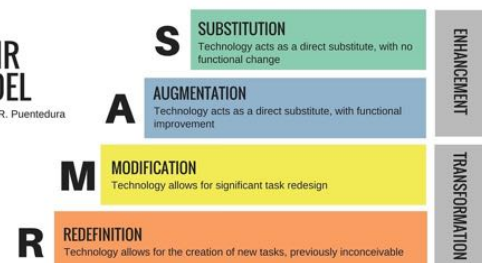 IR
DEL
R. Puentedura
S
SUBSTITUTION
Technology acts as a direct substitute, with no
functional change
A
AUGMENTATION
Technology acts as a direct substitute, with functional
improvement
ENHANCEMENT
M
MODIFICATION
Technology allows for significant task redesign
R
REDEFINITION
Technology allows for the creation of new tasks, previously inconceivable
TRANSFORMATION